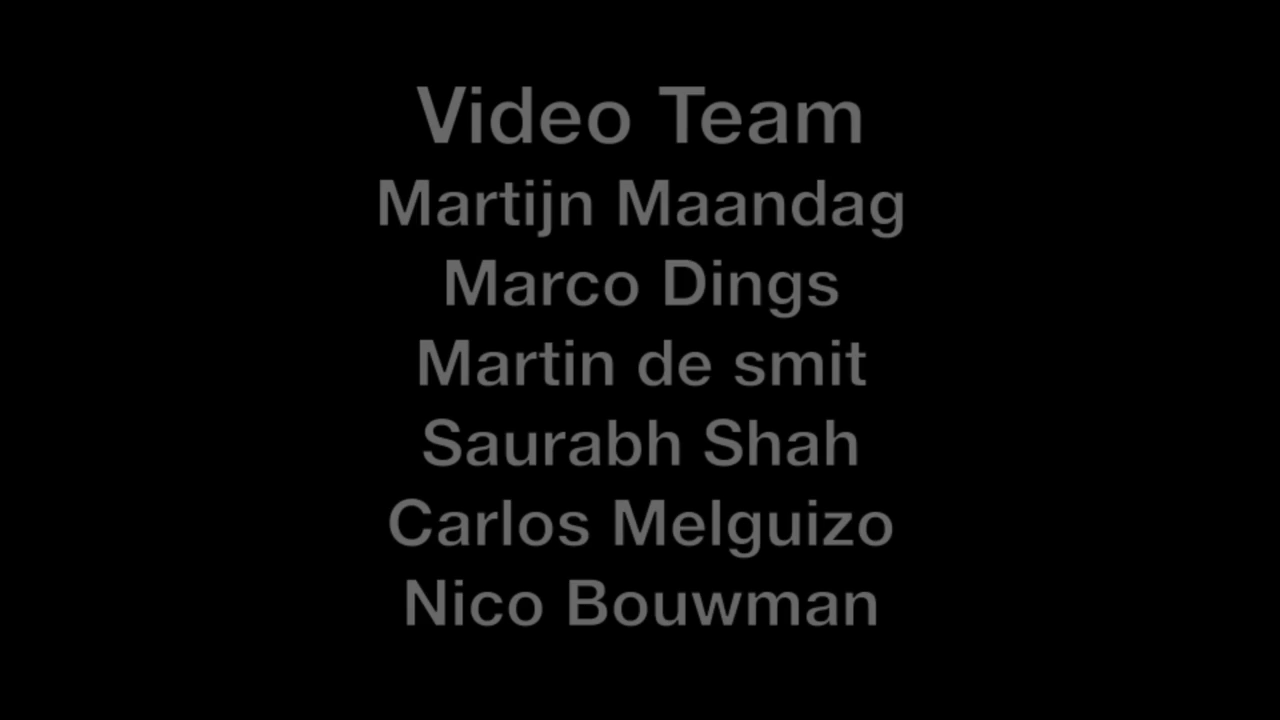 Video Team
Martijn Maandag
Marco Dings
Martin de smit
Saurabh Shah
Carlos Melguizo
Nico Bouwman